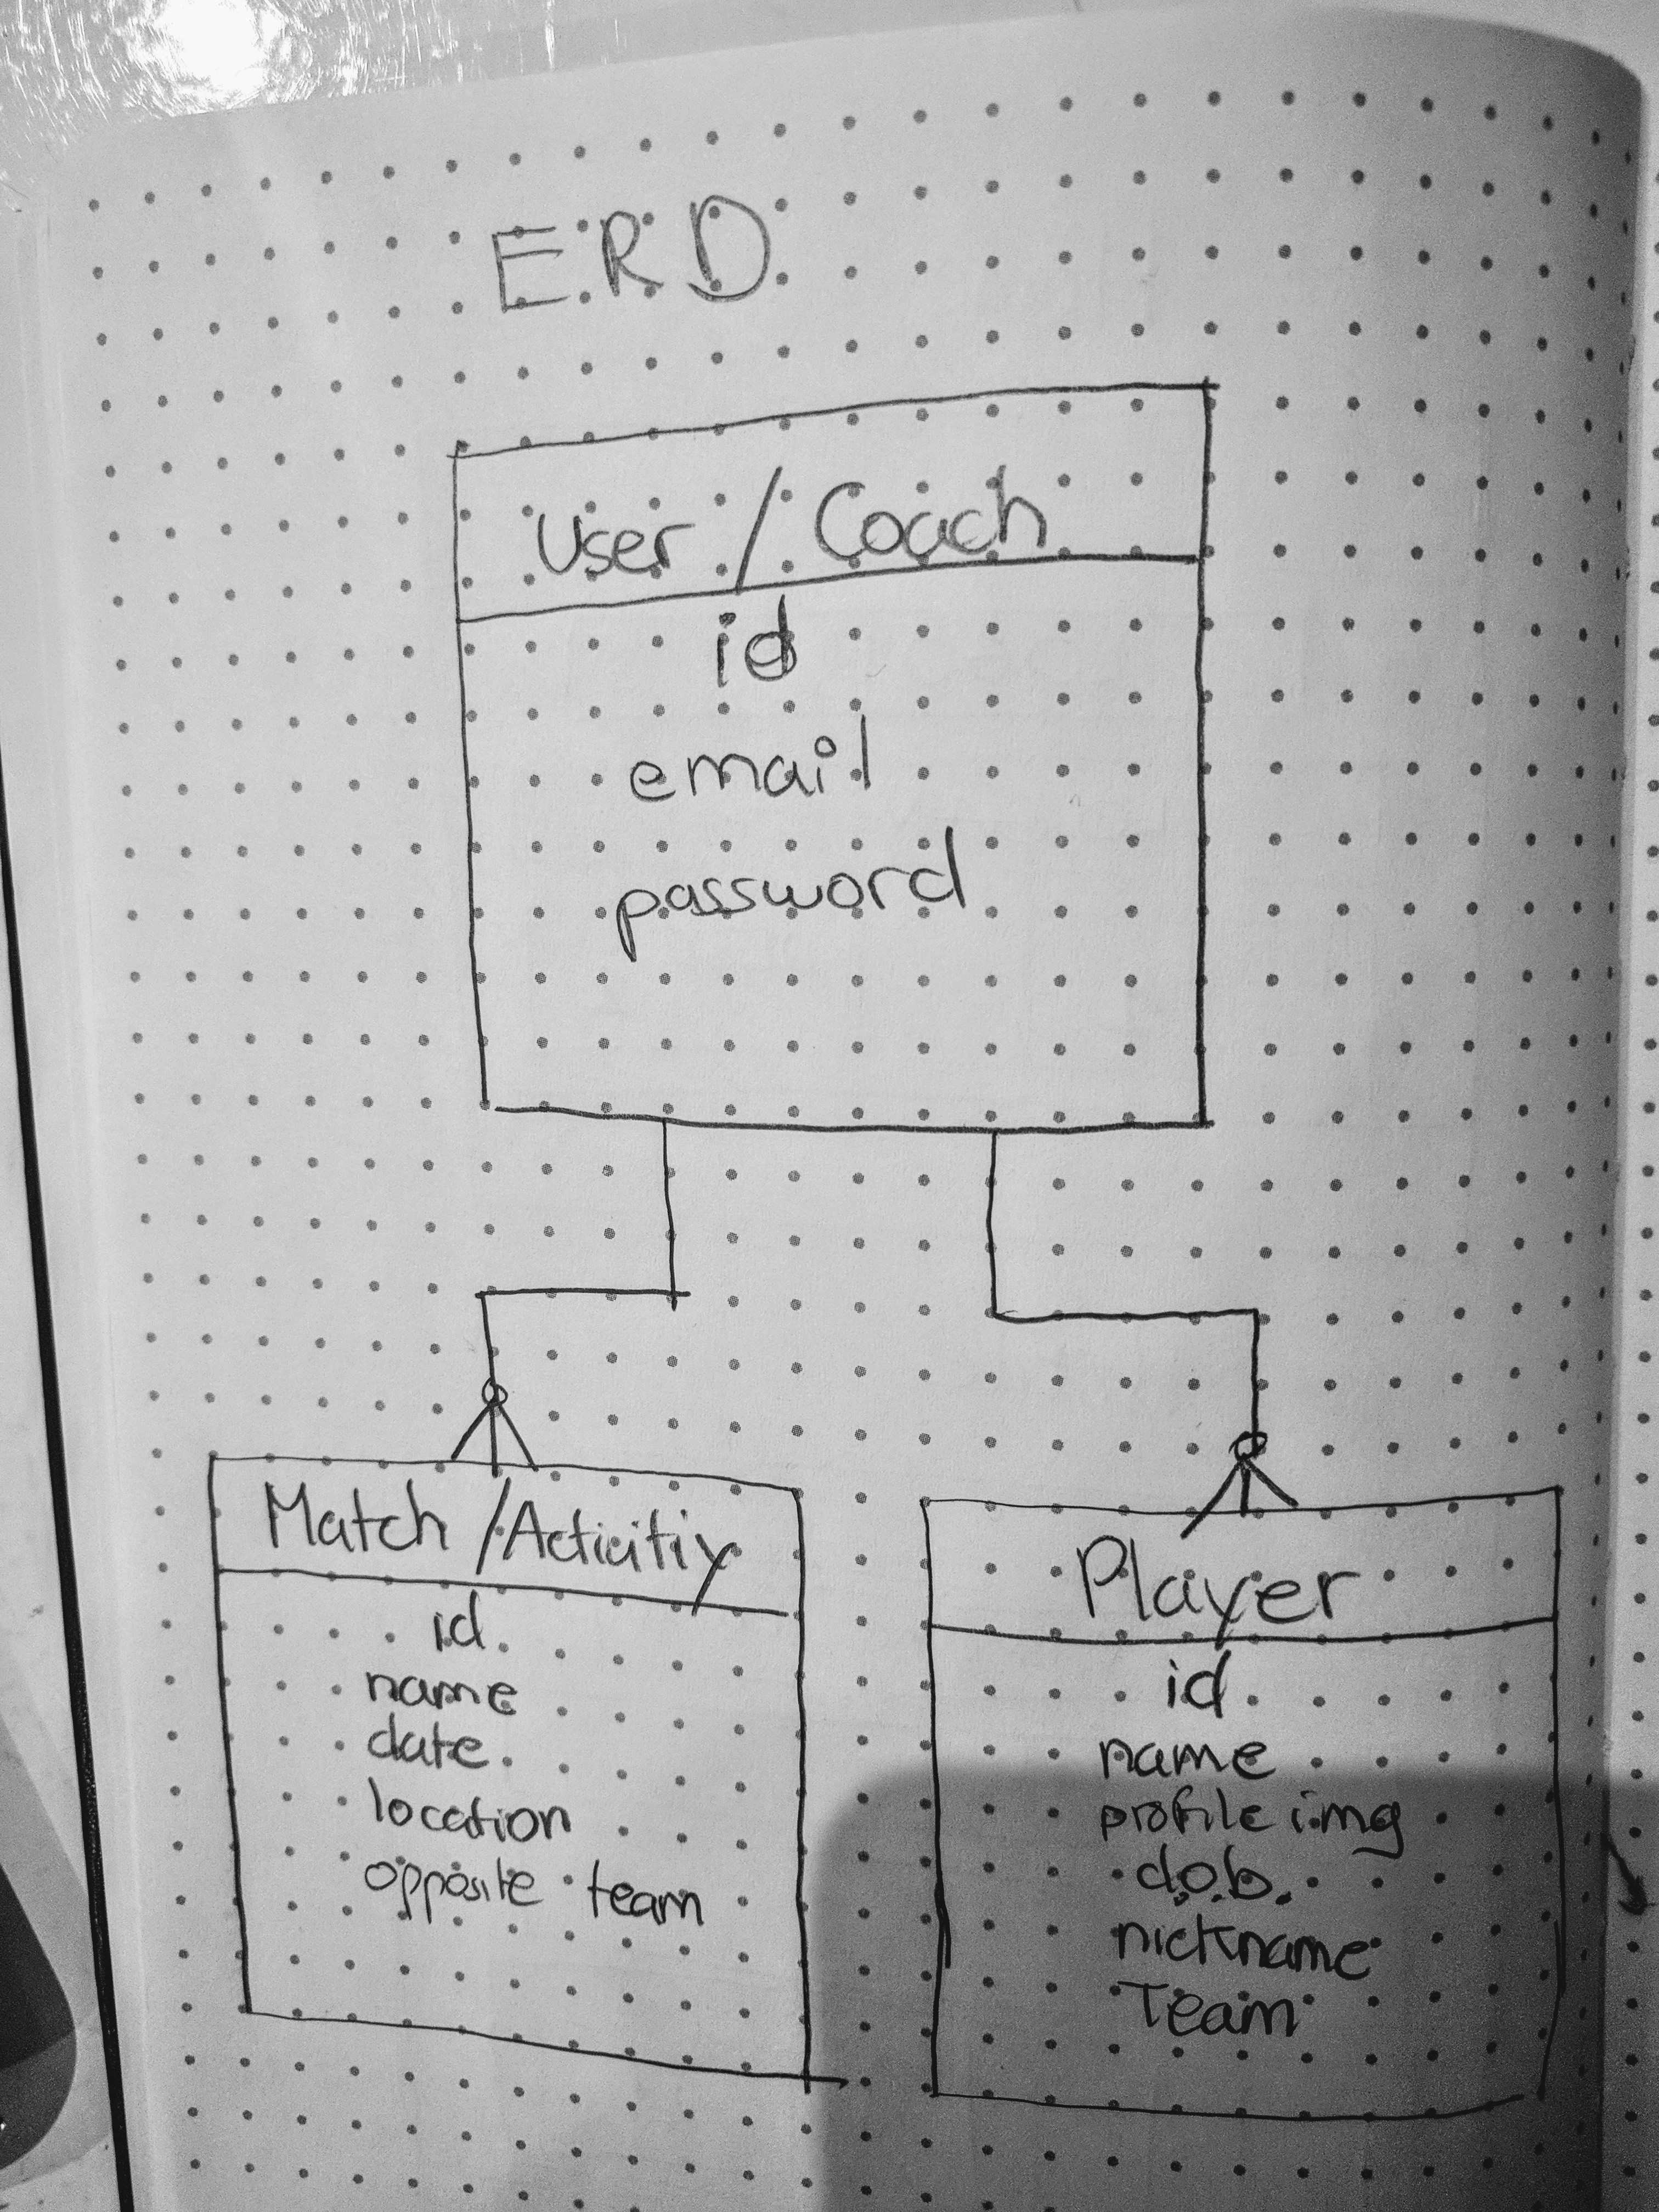 ERD
User / Coach
id
email
password
Match / Acticitiy
id
name
date
location
opposite team
Player
id
name
profile img
d.o.b.
nickname
Team